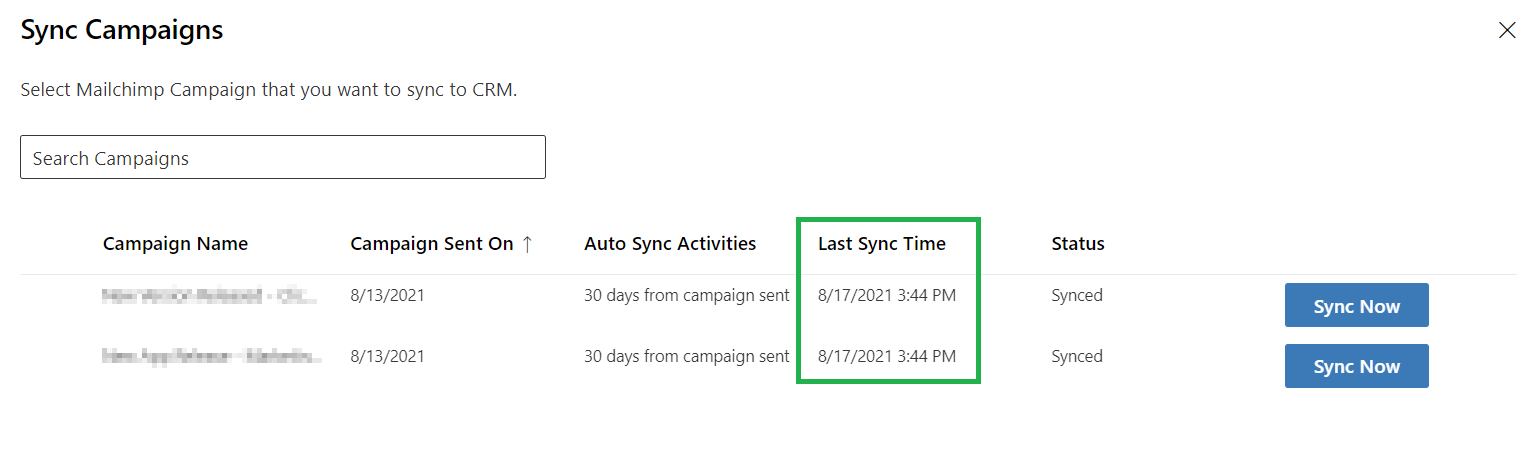 Sync Campaigns
Select Mailchimp Campaign that you want to sync to CRM.
Search Campaigns
Campaign Name Campaign Sent On ↑ Auto Sync Activities Last Sync Time Status
8/13/2021 30 days from campaign sent 8/17/2021 3:44 PM Synced Sync Now
8/13/2021 30 days from campaign sent 8/17/2021 3:44 PM Synced Sync Now